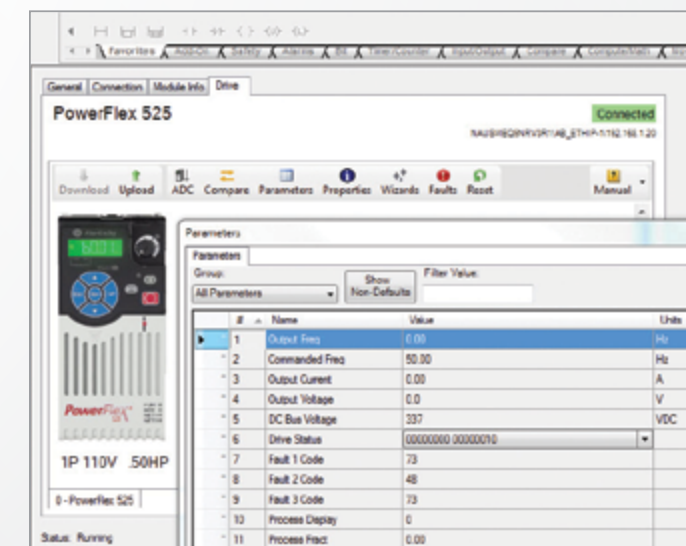 Favorites Add-On Safety Alarms Bit Timer/Counter Input/Output Compare Compute/Math
General Connection Module Info Drive
PowerFlex 525
Connected
Download Upload ADC Compare Parameters Properties Wizards Faults Reset Manual
Parameters
Parameters
Group: Filter Value:
All Parameters Show Non-Defaults
# Name Value Units
1 Output Freq 0.00 Hz
2 Commanded Freq 50.00 Hz
3 Output Current 0.00 A
4 Output Voltage 0.0 V
5 DC Bus Voltage 337 VDC
6 Drive Status 00000000 00000010
7 Fault 1 Code 73
8 Fault 2 Code 48
9 Fault 3 Code 73
10 Process Display 0
11 Process Fract 0.00
PowerFlex
1P 110V .50HP
0 - PowerFlex 525
Status: Running